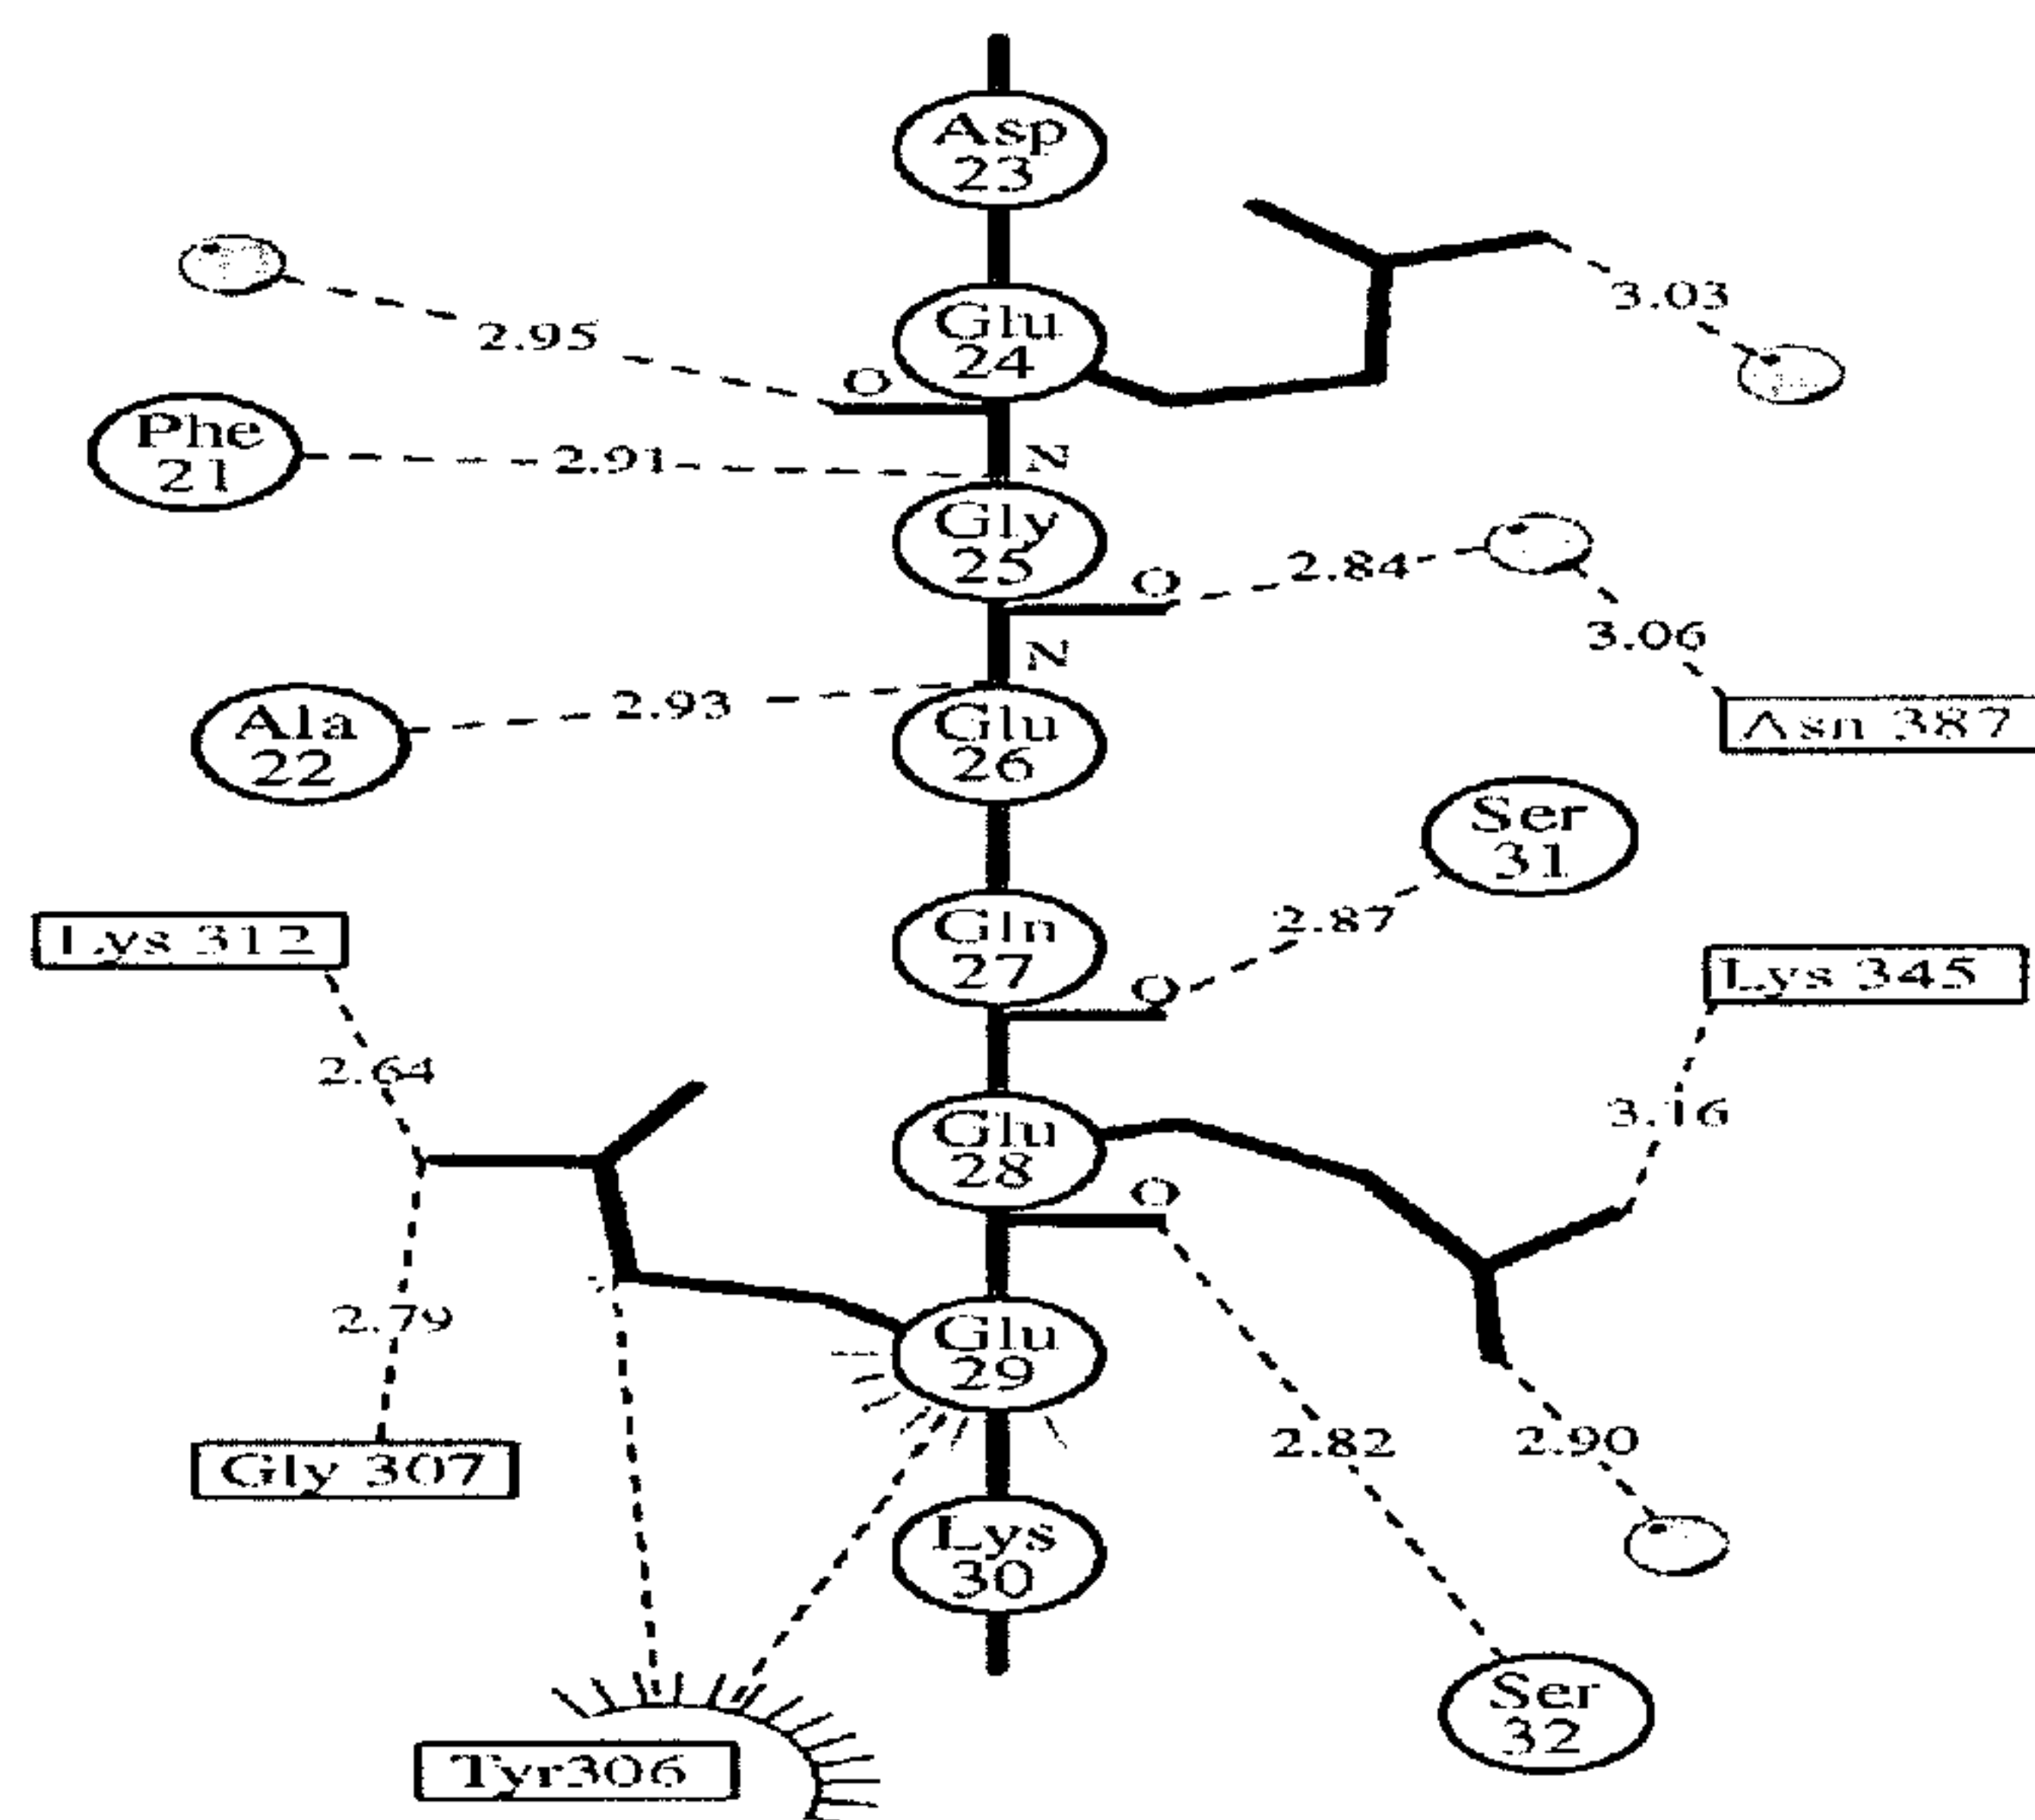 Asp
23
Glu
24
3.03
2.95
O
Phe
21
2.91
N
Gly
25
O
2.84
3.06
N
Ala
22
2.93
Glu
26
Asn 387
Ser
31
Lys 312
Gln
27
2.87
O
Lys 345
2.64
Glu
28
3.16
O
2.79
Glu
29
2.82
2.90
Gly 307
Lys
30
Ser
32
Tyr306